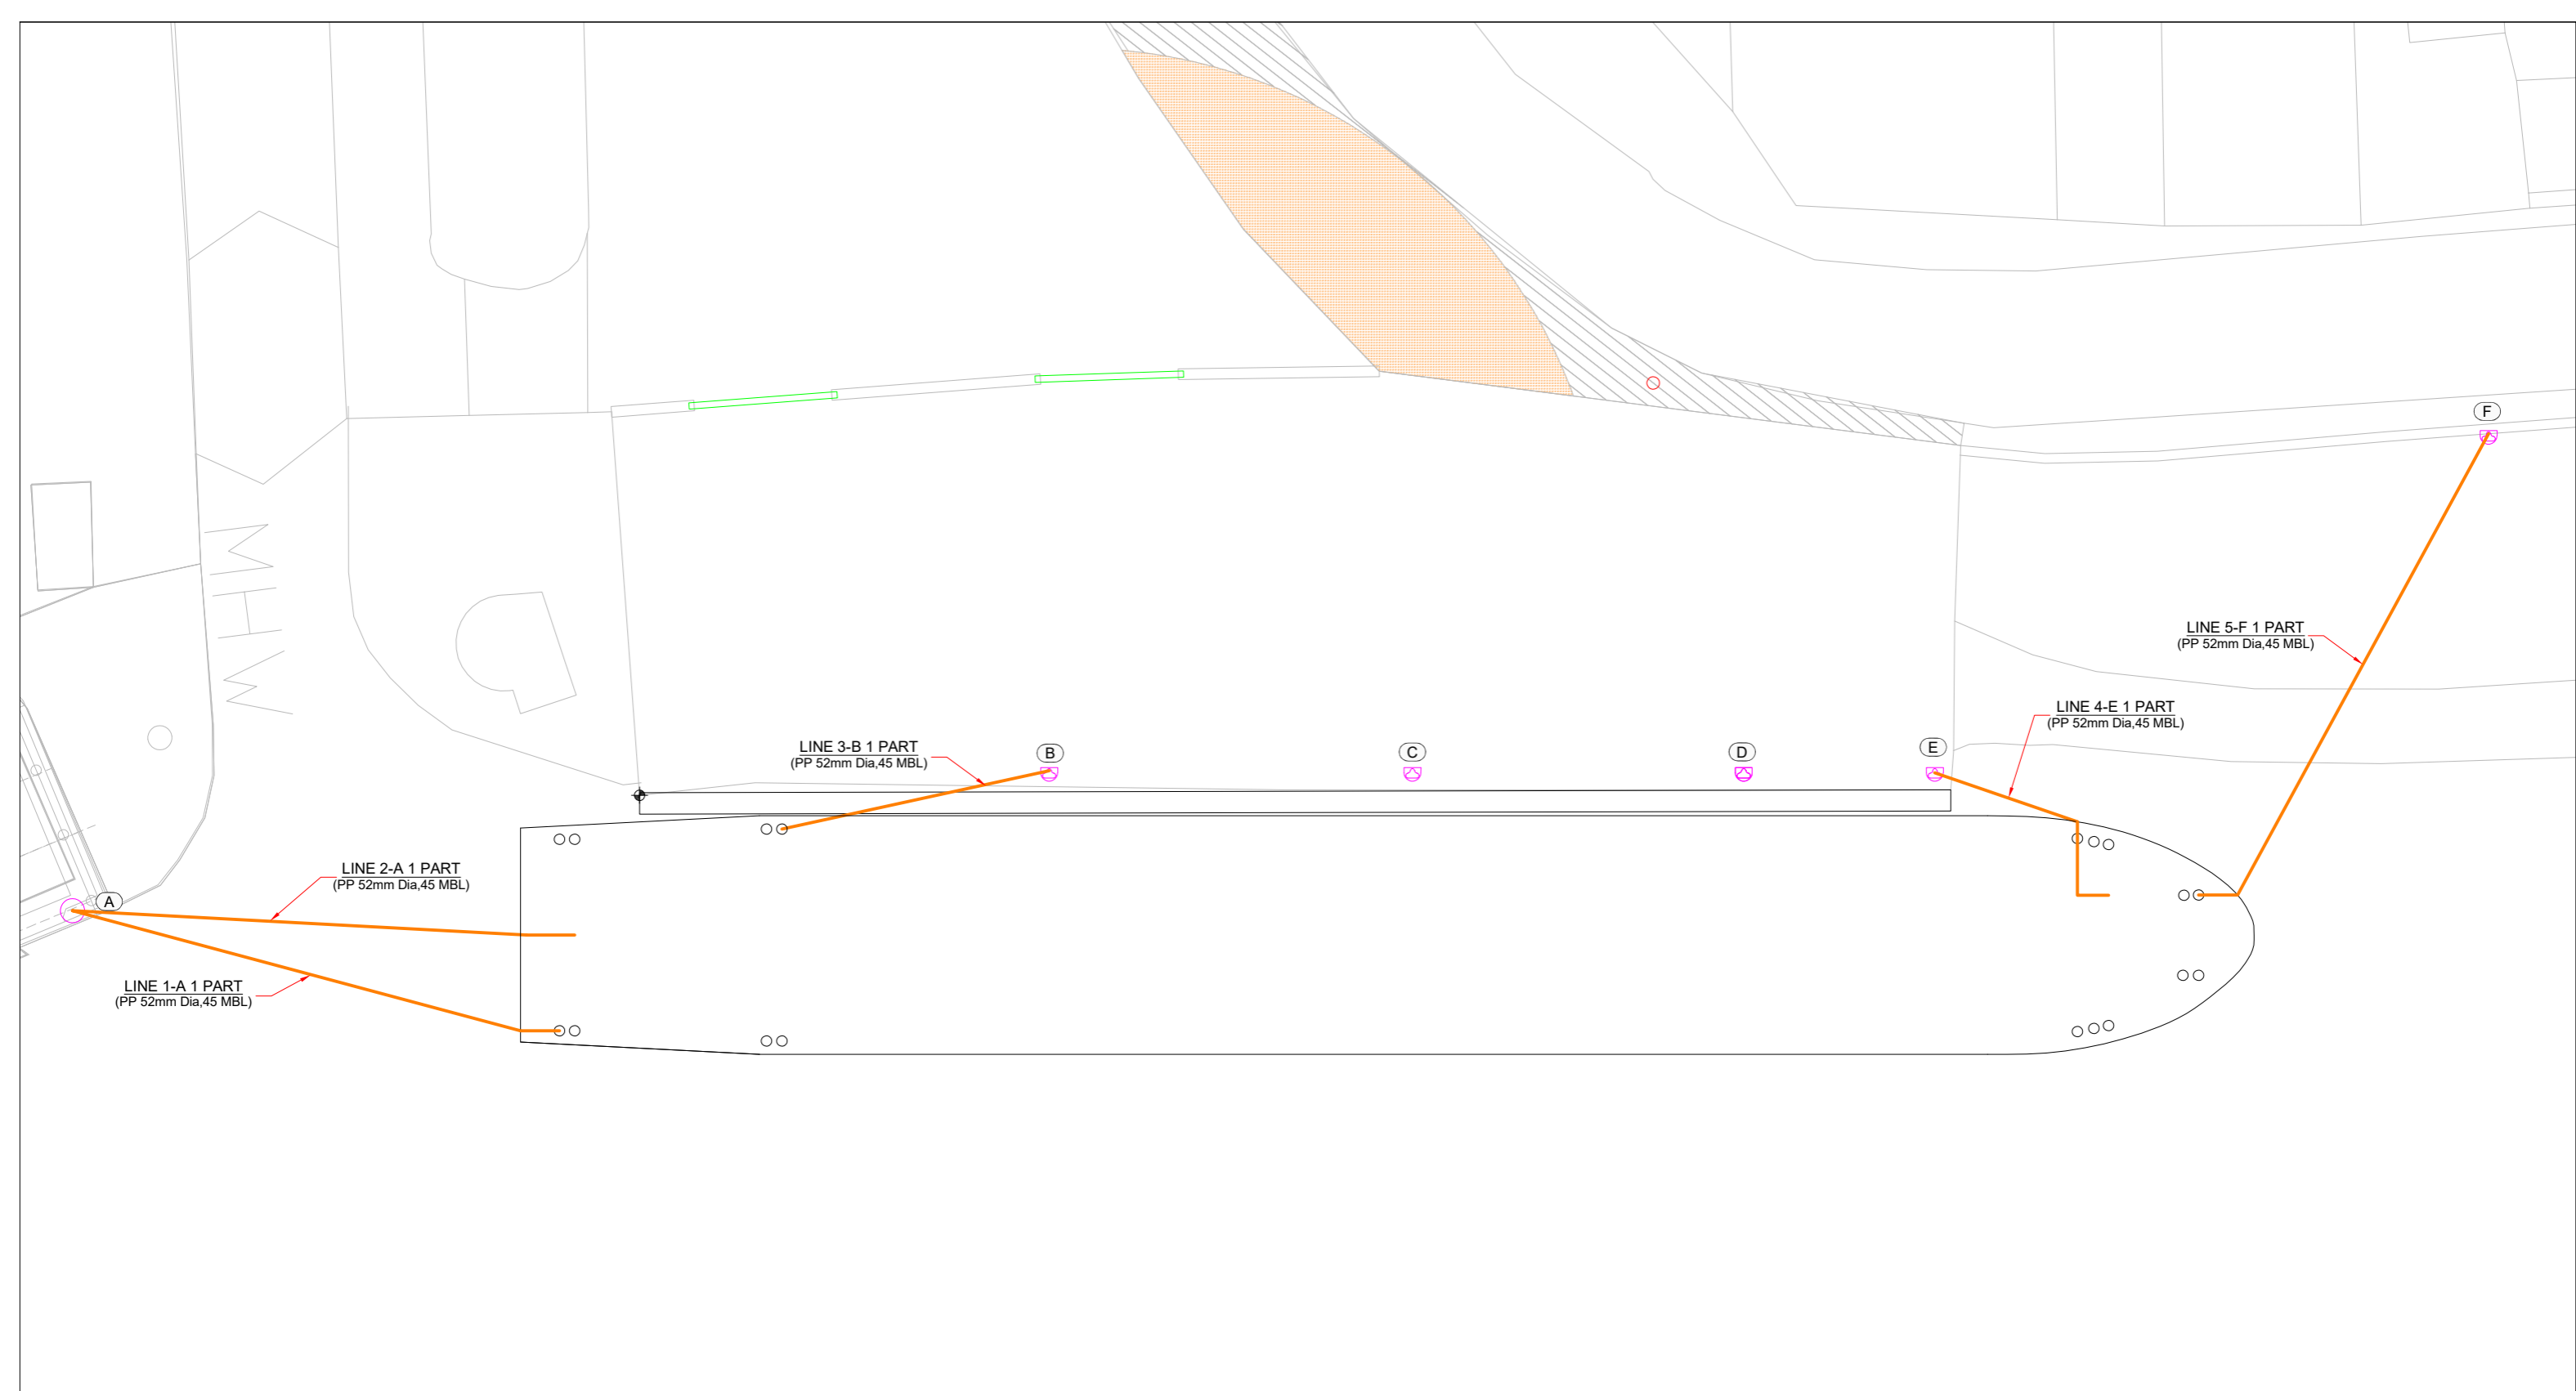 F
LINE 5-F 1 PART
(PP 52mm Dia,45 MBL)
LINE 4-E 1 PART
(PP 52mm Dia,45 MBL)
LINE 3-B 1 PART
(PP 52mm Dia,45 MBL)
B
C
D
E
LINE 2-A 1 PART
(PP 52mm Dia,45 MBL)
A
LINE 1-A 1 PART
(PP 52mm Dia,45 MBL)